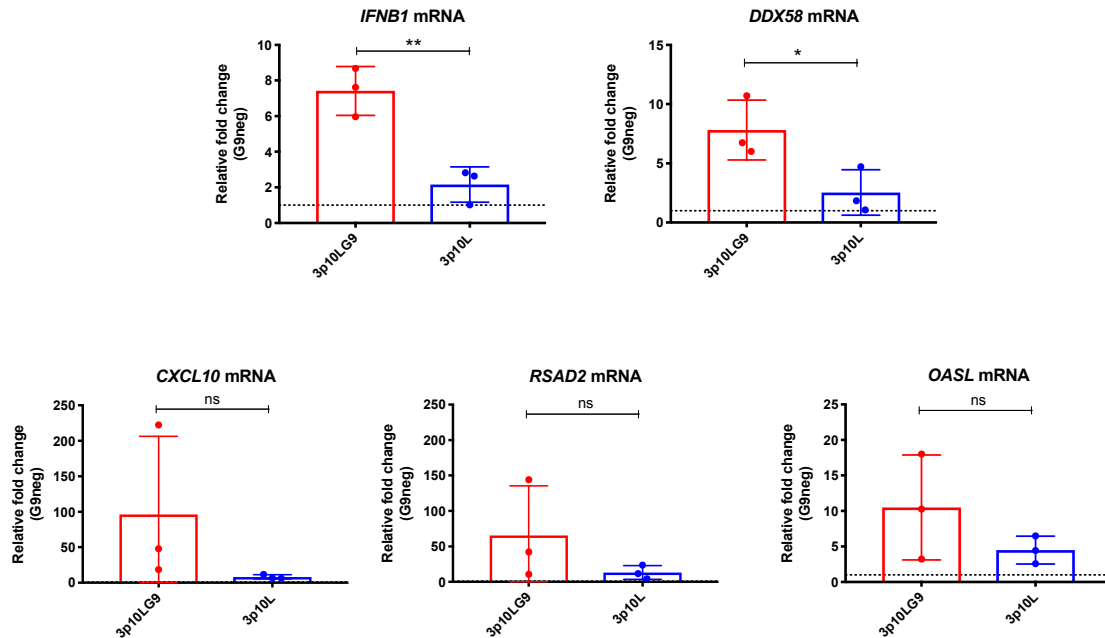 IFNB1 mRNA
**
Relative fold change
(G9neg)
10
8
6
4
2
0
3p10LG9
3p10L
DDX58 mRNA
*
Relative fold change
(G9neg)
15
10
5
0
3p10LG9
3p10L
CXCL10 mRNA
ns
Relative fold change
(G9neg)
250
200
150
100
50
0
3p10LG9
3p10L
RSAD2 mRNA
ns
Relative fold change
(G9neg)
250
200
150
100
50
0
3p10LG9
3p10L
OASL mRNA
ns
Relative fold change
(G9neg)
25
20
15
10
5
0
3p10LG9
3p10L